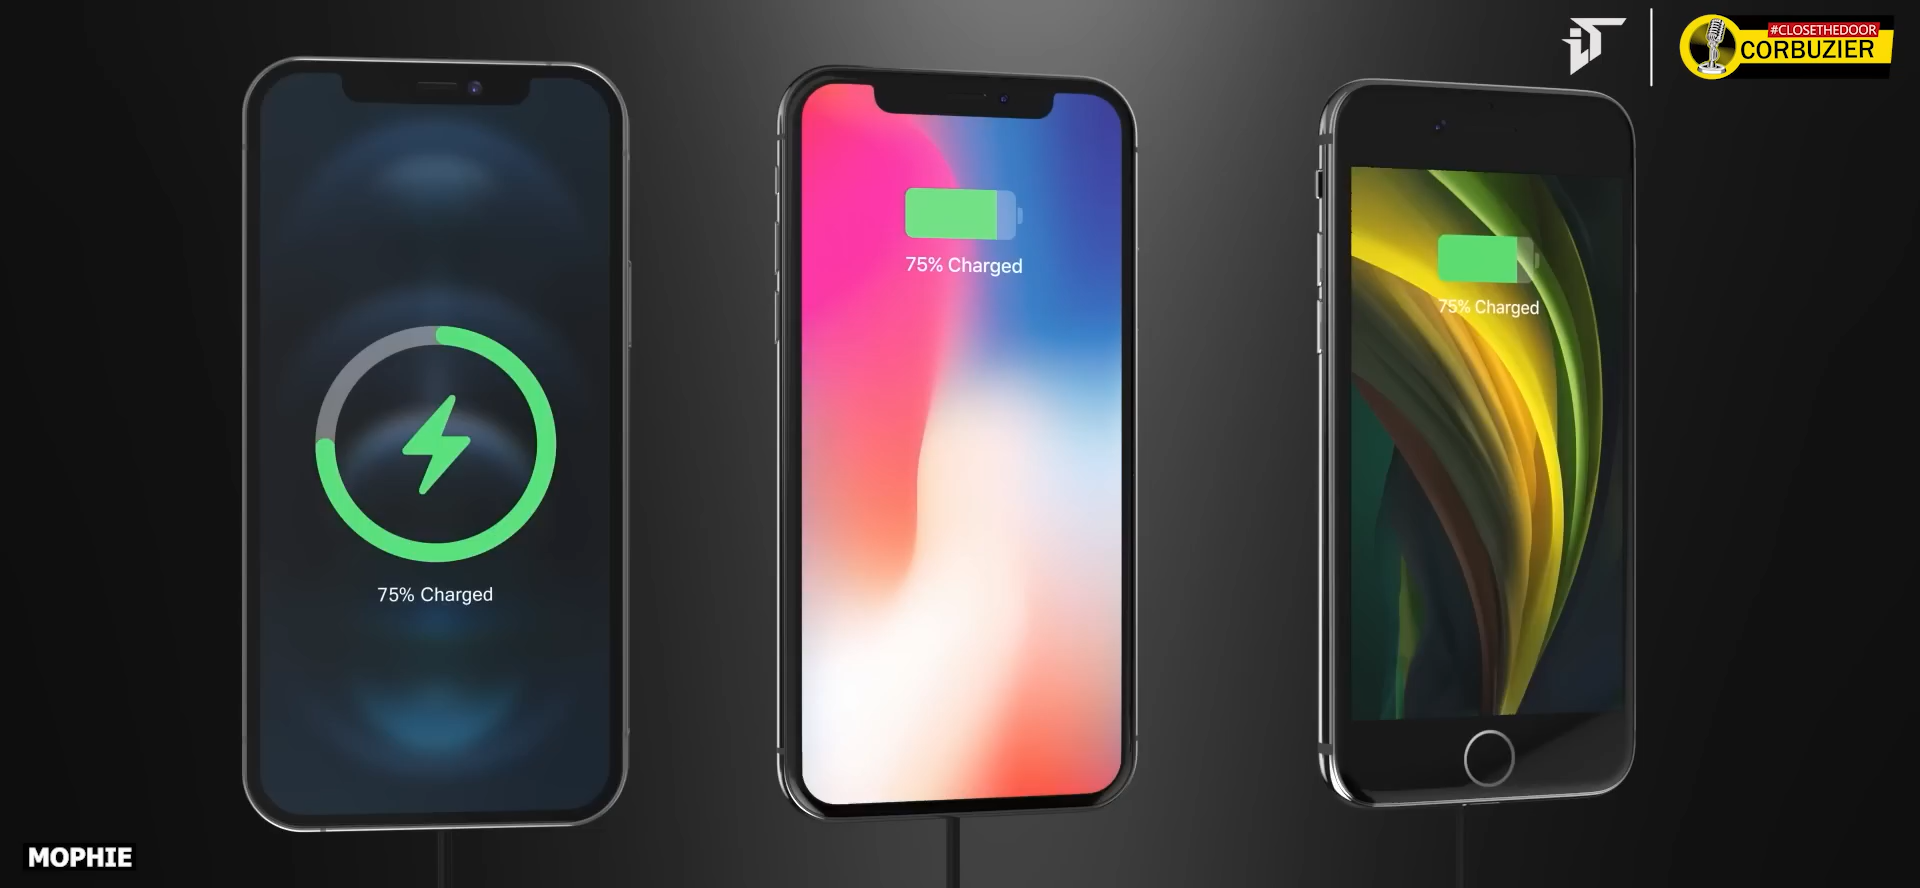 #CLOSETHEDOOR
CORBUZIER
75% Charged
75% Charged
75% Charged
MOPHIE